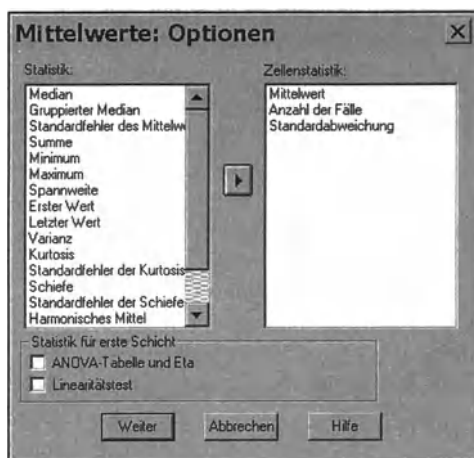 Mittelwerte: Optionen
Statistik:
Median
Gruppierter Median
Standardfehler des Mittelw
Summe
Minimum
Maximum
Spannweite
Erster Wert
Letzter Wert
Varianz
Kurtosis
Standardfehler der Kurtosis
Schiefe
Standardfehler der Schiefe
Harmonisches Mittel
Zellenstatistik:
Mittelwert
Anzahl der Fälle
Standardabweichung
Statistik für erste Schicht
ANOVA-Tabelle und Eta
Linearitätstest
Weiter
Abbrechen
Hilfe